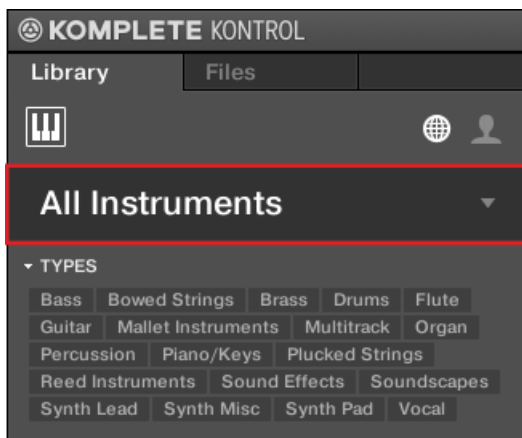 KOMPLETE KONTROL
Library Files
All Instruments
TYPES
Bass Bowed Strings Brass Drums Flute
Guitar Mallet Instruments Multitrack Organ
Percussion Piano/Keys Plucked Strings
Reed Instruments Sound Effects Soundscapes
Synth Lead Synth Misc Synth Pad Vocal